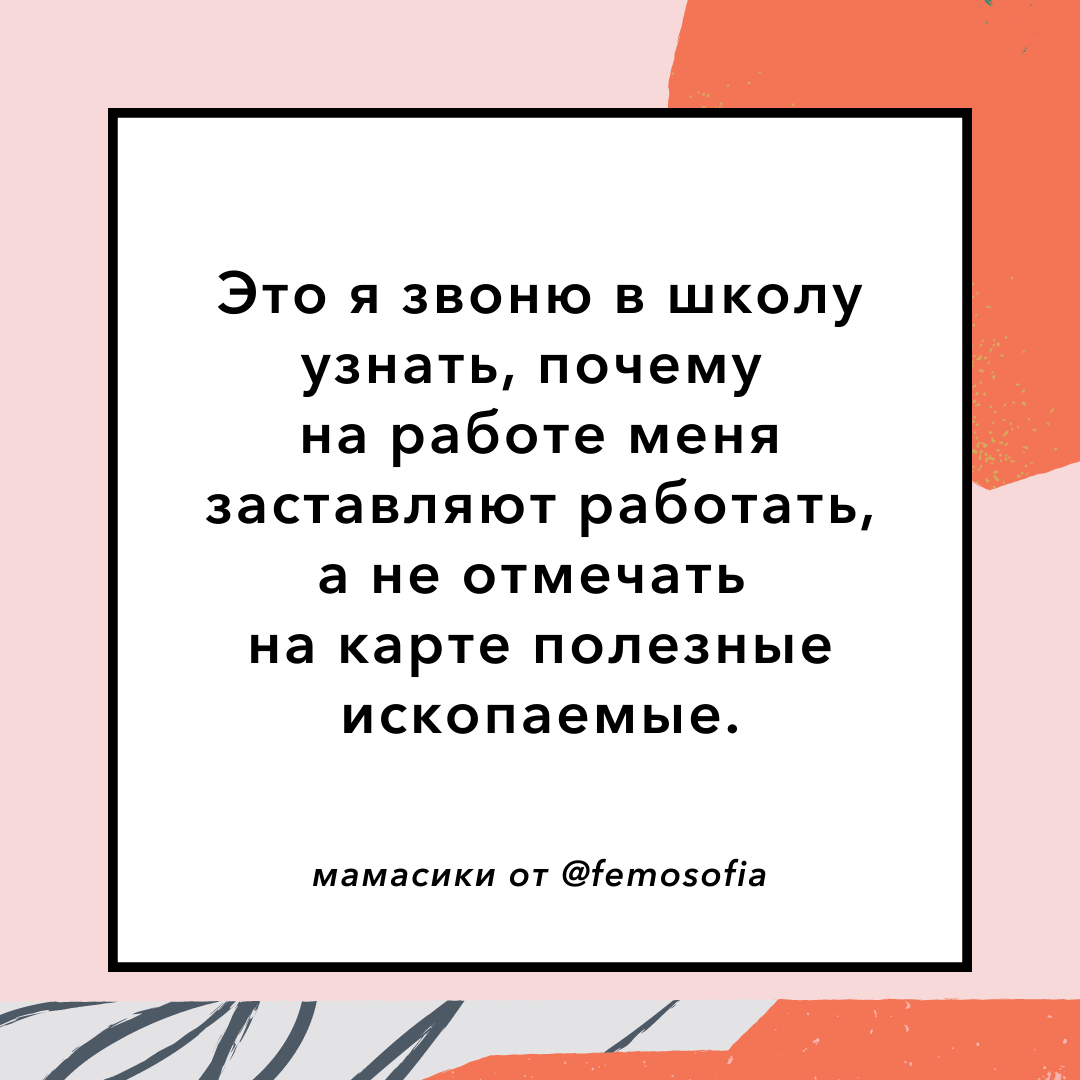 Это я звоню в школу
узнать, почему
на работе меня
заставляют работать,
а не отмечать
на карте полезные
ископаемые.
мамасики от @femosofia